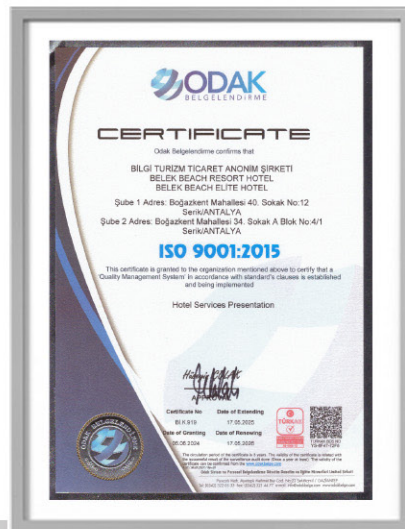 ODAK
BELGELENDİRME
CERTIFICATE
Odak Belgelendirme confirms that
BİLGİ TURİZM TİCARET ANONİM ŞİRKETİ
BELEK BEACH RESORT HOTEL
BELEK BEACH ELİTE HOTEL
Şube 1 Adres: Boğazkent Mahallesi 40. Sokak No:12
Serik/ANTALYA
Şube 2 Adres: Boğazkent Mahallesi 34. Sokak A Blok No:4/1
Serik/ANTALYA
ISO 9001:2015
This certificate is granted to the organization mentioned above to certify that a
'Quality Management System' in accordance with standard's clauses is established
and being implemented
Hotel Services Presentation
Certificate No
Date of Extending
17.05.2025
Date of Granting
Date of Renewing
17.05.2026
TÜRKAK